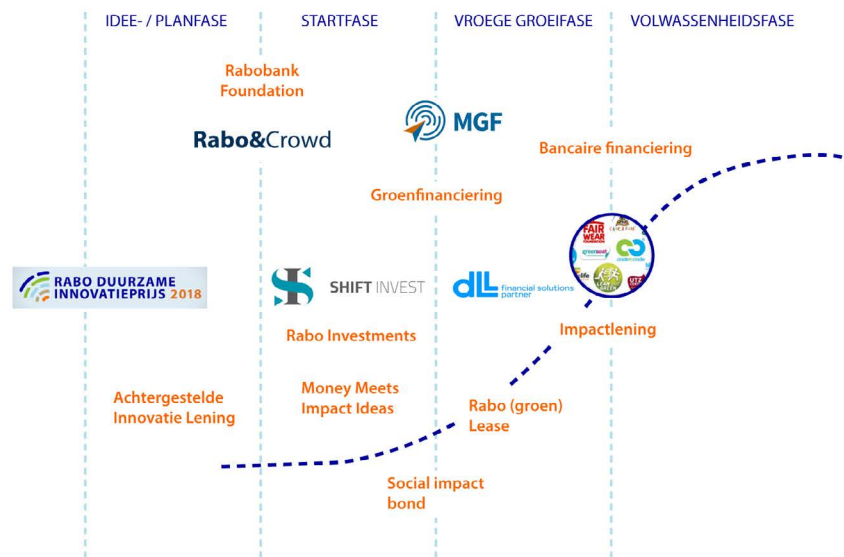 IDEE- / PLANFASE
STARTFASE
VROEGE GROEIFASE
VOLWASSENHEIDSFASE
Rabobank
Foundation
Rabo&Crowd
MGF
Bancaire financiering
Groenfinanciering
FAIR
WEAR
FOUNDATION
RABO DUURZAME
INNOVATIEPRIJS 2018
SHIFT INVEST
dLL financial solutions
partner
Rabo Investments
Impactlening
Achtergestelde
Innovatie Lening
Money Meets
Impact Ideas
Rabo (groen)
Lease
Social impact
bond